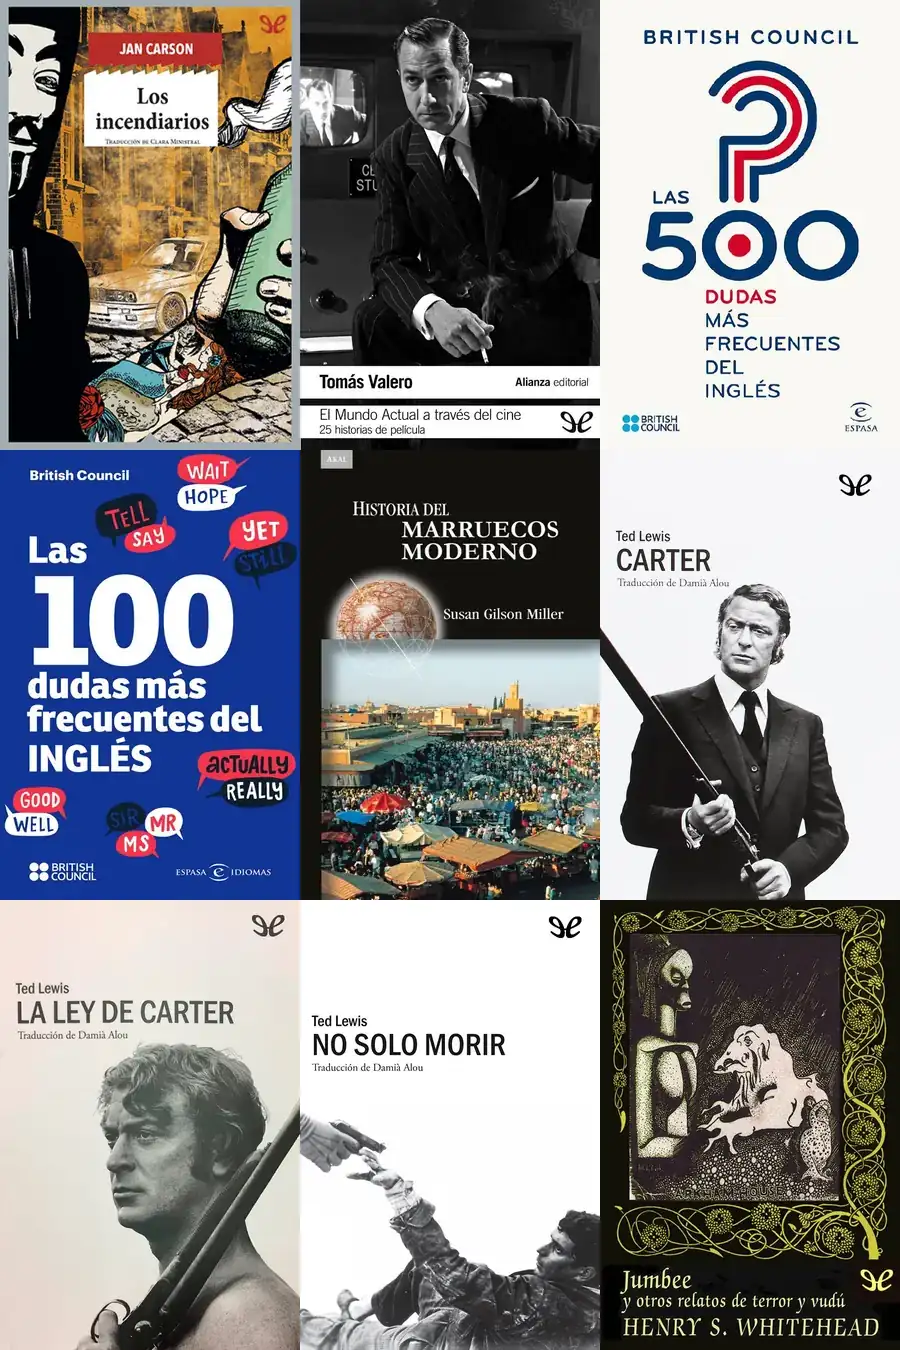 JAN CARSON
Los
incendiarios
TRADUCCIÓN DE CLARA MINISTRAL
Tomás Valero
Alianza editorial
El Mundo Actual a través del cine
25 historias de película
BRITISH COUNCIL
LAS
500
DUDAS
MÁS
FRECUENTES
DEL
INGLÉS
BRITISH
COUNCIL
ESPASA
British Council
WAIT
HOPE
TELL
SAY
YET
STILL
Las
100
dudas más
frecuentes del
INGLÉS
ACTUALLY
REALLY
GOOD
WELL
SIR
MR
MS
BRITISH
COUNCIL
ESPASA IDIOMAS
AKAL
HISTORIA DEL
MARRUECOS
MODERNO
Susan Gilson Miller
Ted Lewis
CARTER
Traducción de Damià Alou
Ted Lewis
LA LEY DE CARTER
Traducción de Damià Alou
Ted Lewis
NO SOLO MORIR
Traducción de Damià Alou
Jumbee
y otros relatos de terror y vudú
HENRY S. WHITEHEAD